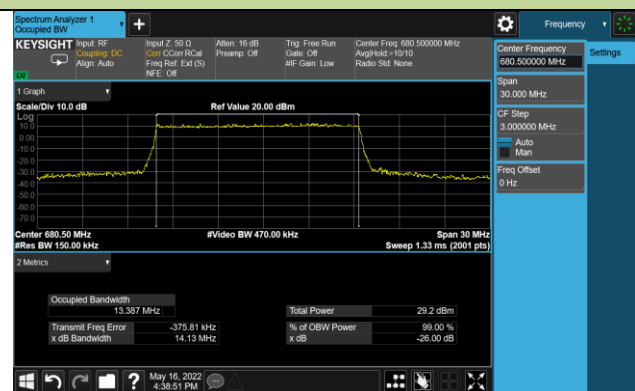 Spectrum Analyzer 1
Occupied BW
+
Frequency
KEYSIGHT
Input: RF
Coupling: DC
Align: Auto
Input Z: 50 Ω
Corr CCorr RCal
Freq Ref: Ext (S)
NFE: Off
Atten: 16 dB
Preamp: Off
Trig: Free Run
Gate: Off
#IF Gain: Low
Center Freq: 680.500000 MHz
Avg|Hold:>10/10
Radio Std: None
Center Frequency
680.500000 MHz
Settings
Span
30.000 MHz
CF Step
3.000000 MHz
Auto
Man
Freq Offset
0 Hz
1 Graph
Scale/Div 10.0 dB
Ref Value 20.00 dBm
Log
10.0
0.00
-10.0
-20.0
-30.0
-40.0
-50.0
-60.0
-70.0
Center 680.50 MHz
#Video BW 470.00 kHz
Span 30 MHz
#Res BW 150.00 kHz
Sweep 1.33 ms (2001 pts)
2 Metrics
Occupied Bandwidth
13.387 MHz
Total Power
29.2 dBm
Transmit Freq Error
-375.81 kHz
% of OBW Power
99.00 %
x dB Bandwidth
14.13 MHz
x dB
-26.00 dB
?
May 16, 2022
4:38:51 PM